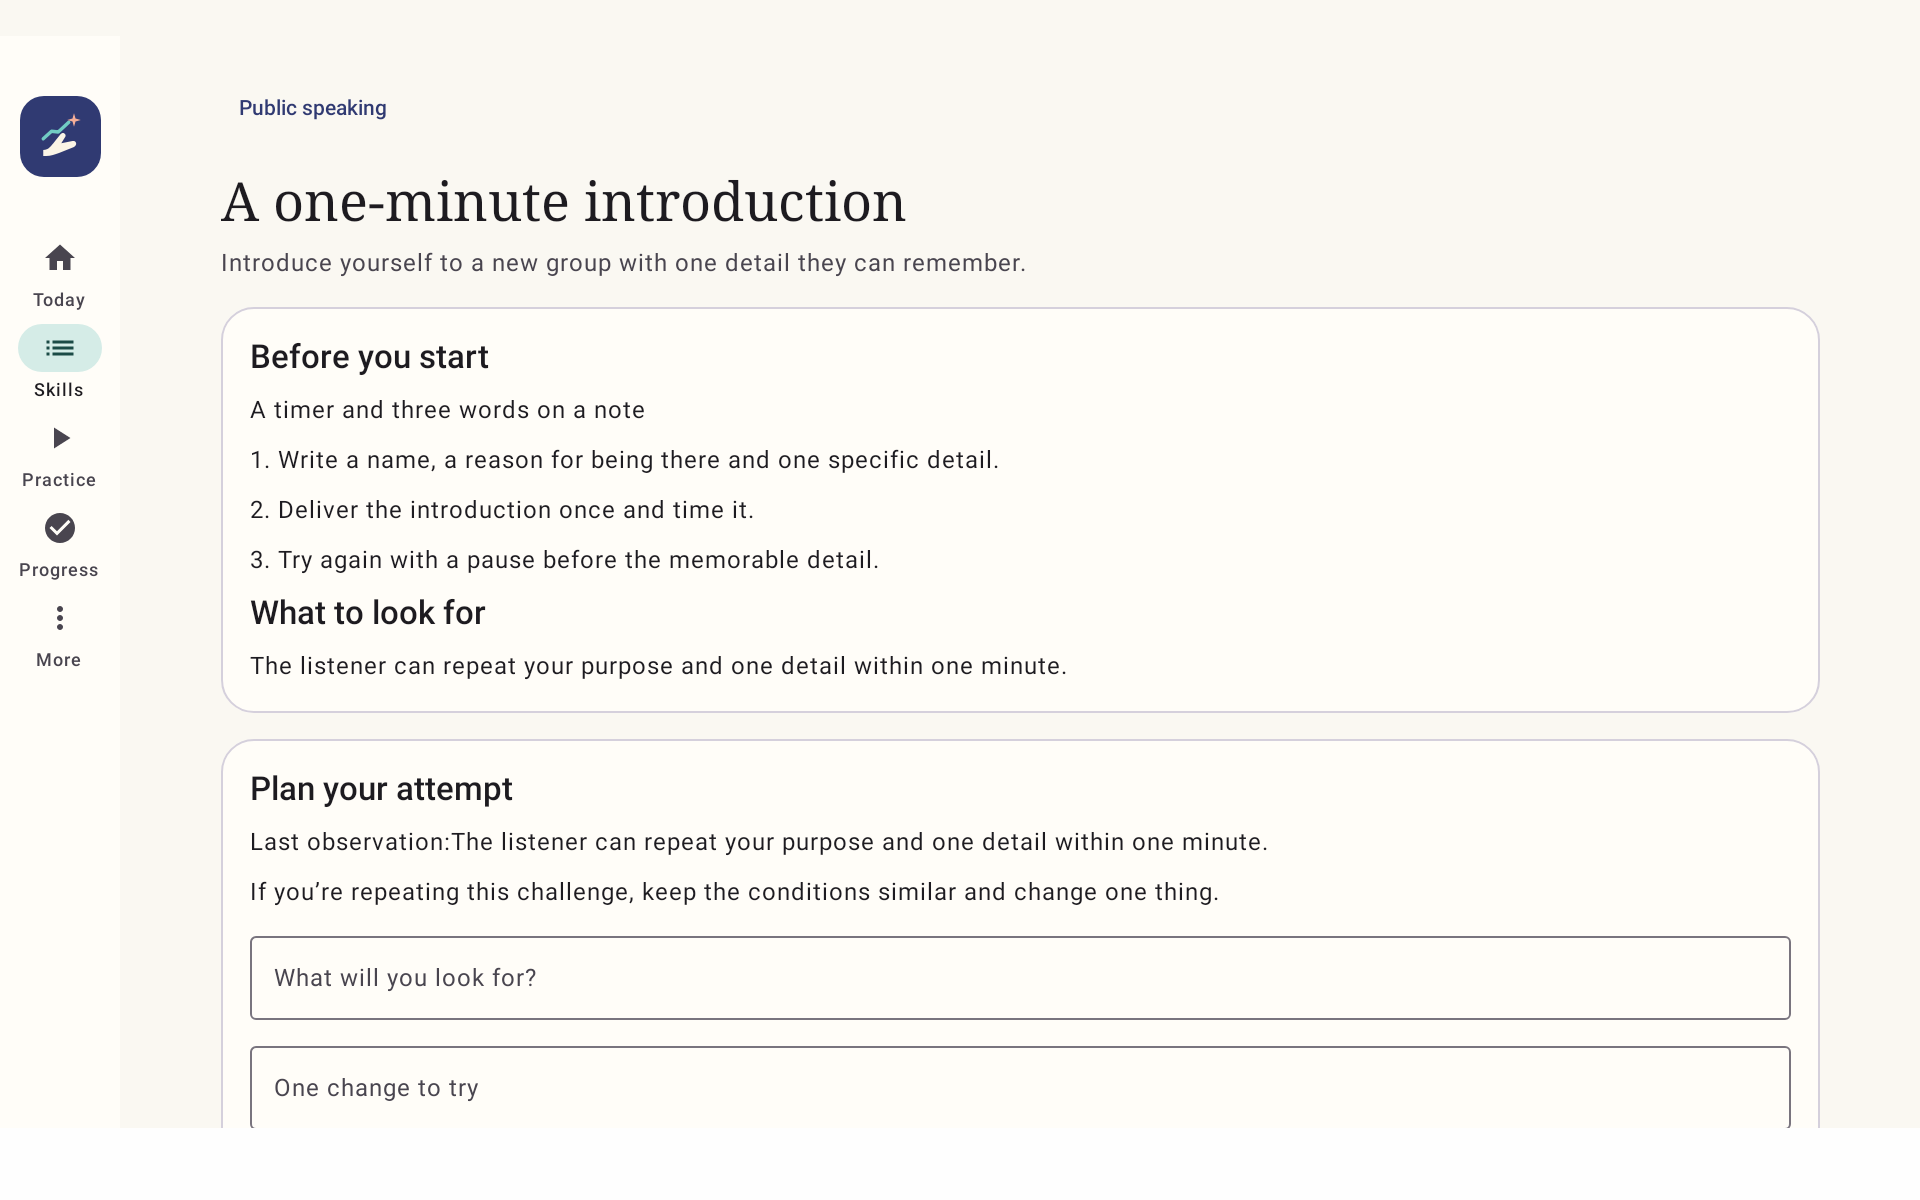 Public speaking
A one-minute introduction
Introduce yourself to a new group with one detail they can remember.
Today
Skills
Practice
Progress
More
Before you start
A timer and three words on a note
1. Write a name, a reason for being there and one specific detail.
2. Deliver the introduction once and time it.
3. Try again with a pause before the memorable detail.
What to look for
The listener can repeat your purpose and one detail within one minute.
Plan your attempt
Last observation:The listener can repeat your purpose and one detail within one minute.
If you’re repeating this challenge, keep the conditions similar and change one thing.
What will you look for?
One change to try